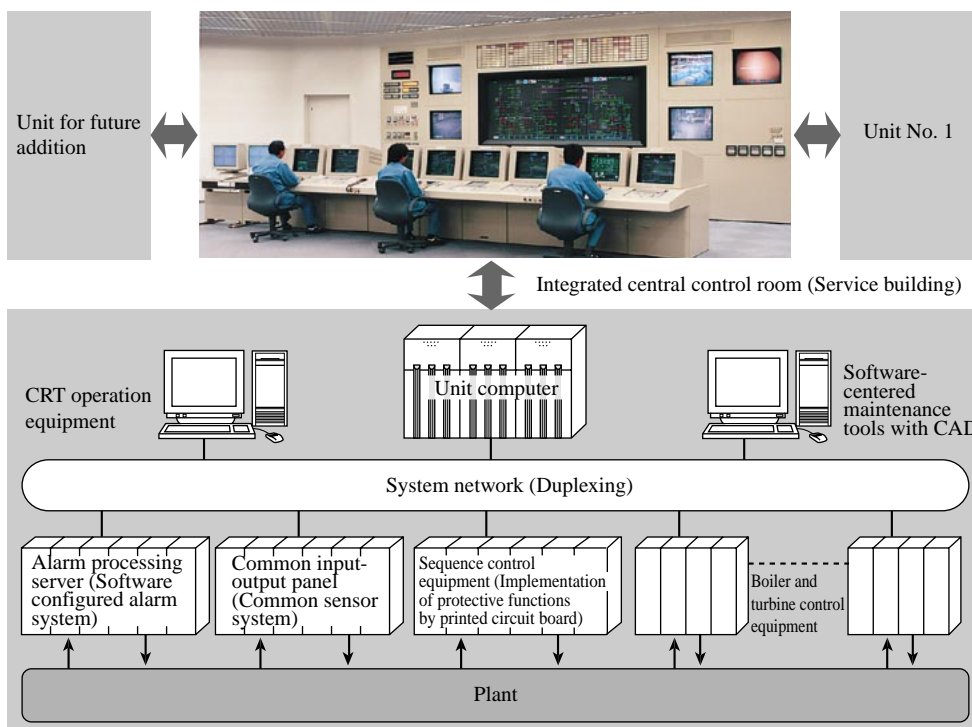 Unit for future
addition
Unit No. 1
Integrated central control room (Service building)
CRT operation
equipment
Unit computer
Software-
centered
maintenance
tools with CAD
System network (Duplexing)
Alarm processing
server (Software
configured alarm
system)
Common input-
output panel
(Common sensor
system)
Sequence control
equipment (Implementation
of protective functions
by printed circuit board)
Boiler and
turbine control
equipment
Plant